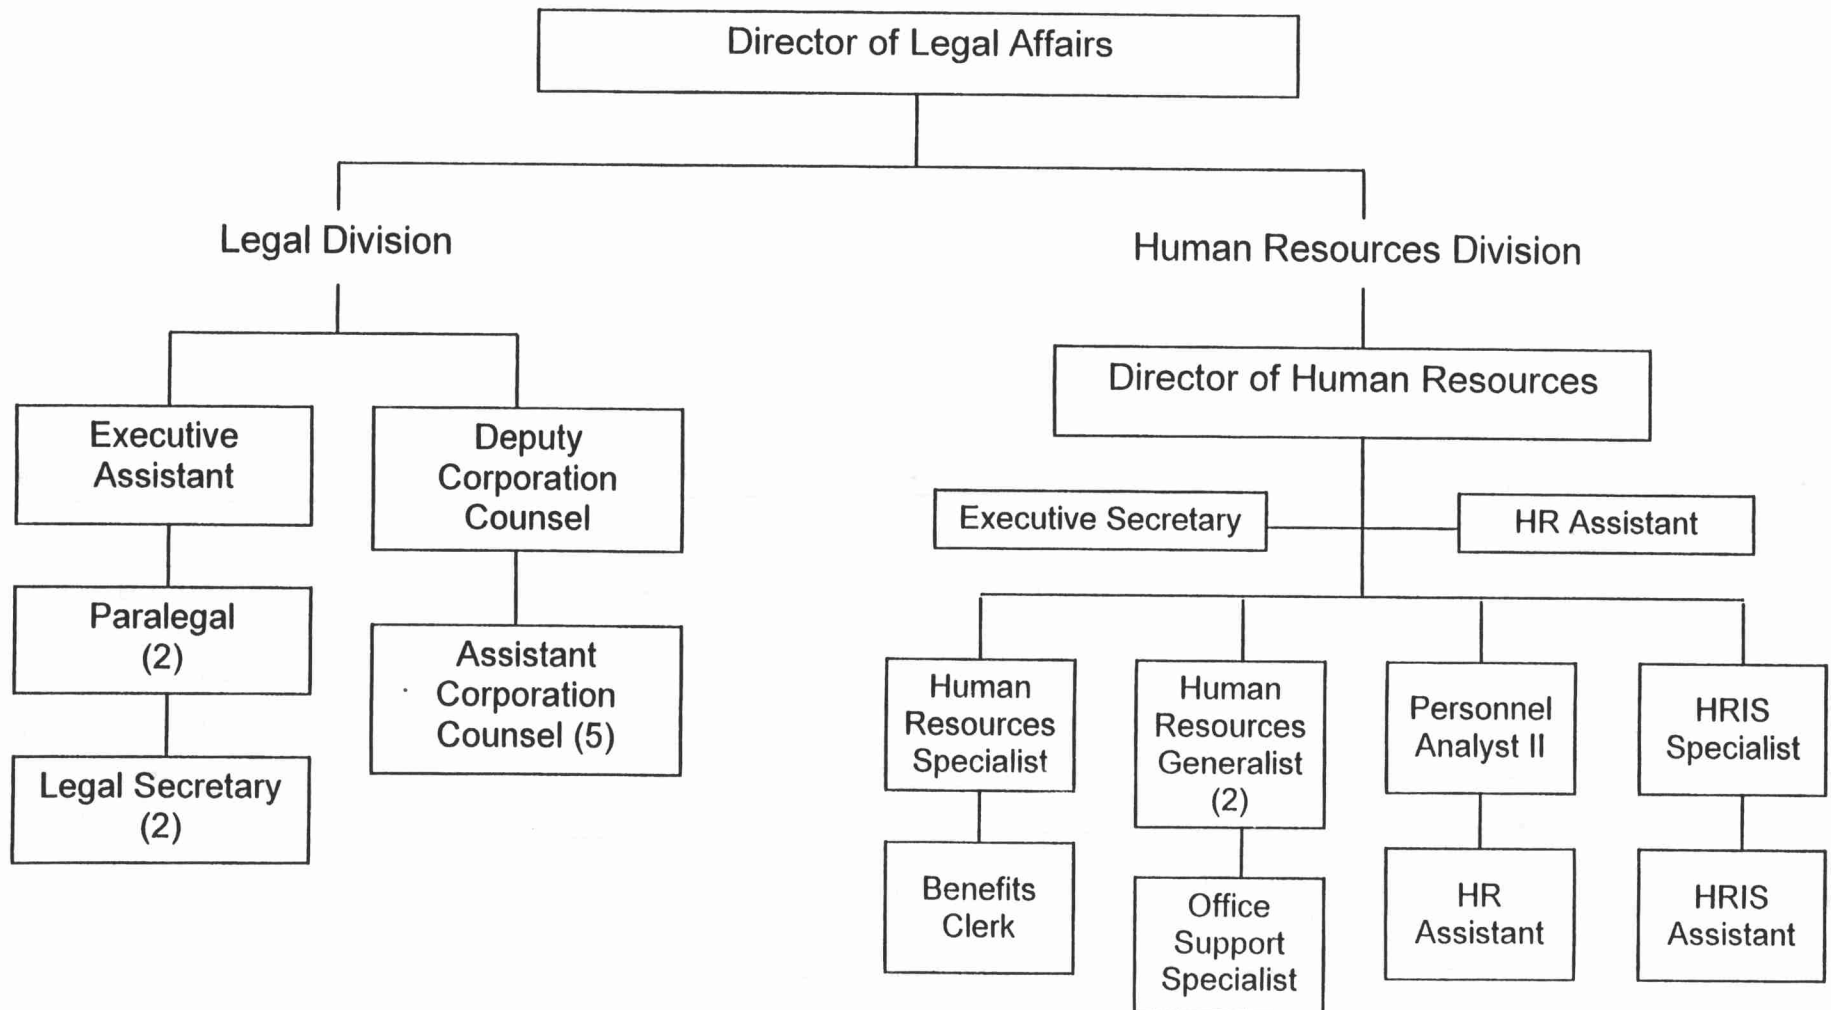 Director of Legal Affairs
Legal Division
Human Resources Division
Director of Human Resources
Executive
Assistant
Deputy
Corporation
Counsel
Executive Secretary
HR Assistant
Paralegal
(2)
Assistant
Corporation
Counsel (5)
Legal Secretary
(2)
Human
Resources
Specialist
Human
Resources
Generalist
(2)
Personnel
Analyst II
HRIS
Specialist
Benefits
Clerk
Office
Support
Specialist
HR
Assistant
HRIS
Assistant